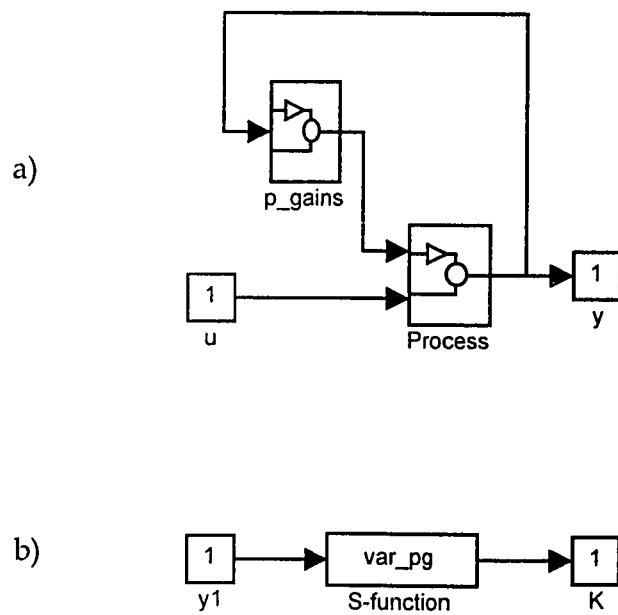 a)
p_gains
1
u
Process
1
y
b)
1
y1
var_pg
S-function
1
K